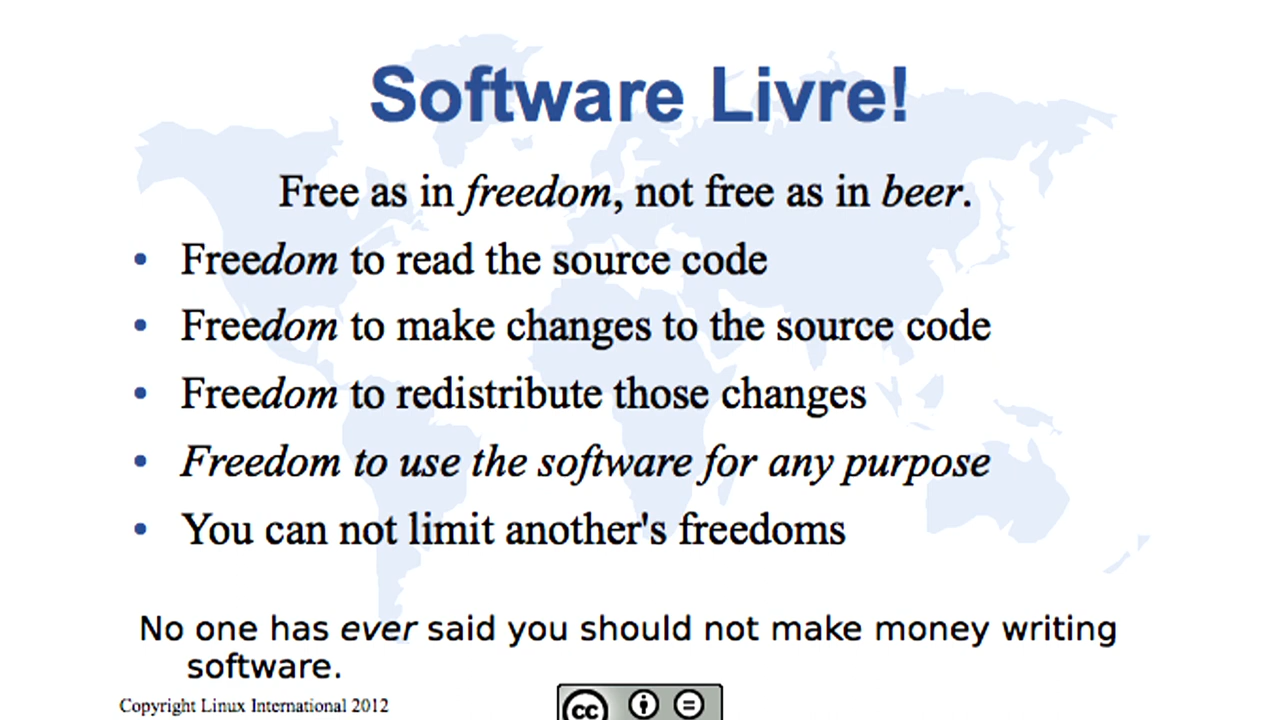 Software Livre!
Free as in freedom, not free as in beer.
• Freedom to read the source code
• Freedom to make changes to the source code
• Freedom to redistribute those changes
• Freedom to use the software for any purpose
• You can not limit another's freedoms
No one has ever said you should not make money writing
software.
Copyright Linux International 2012
cc